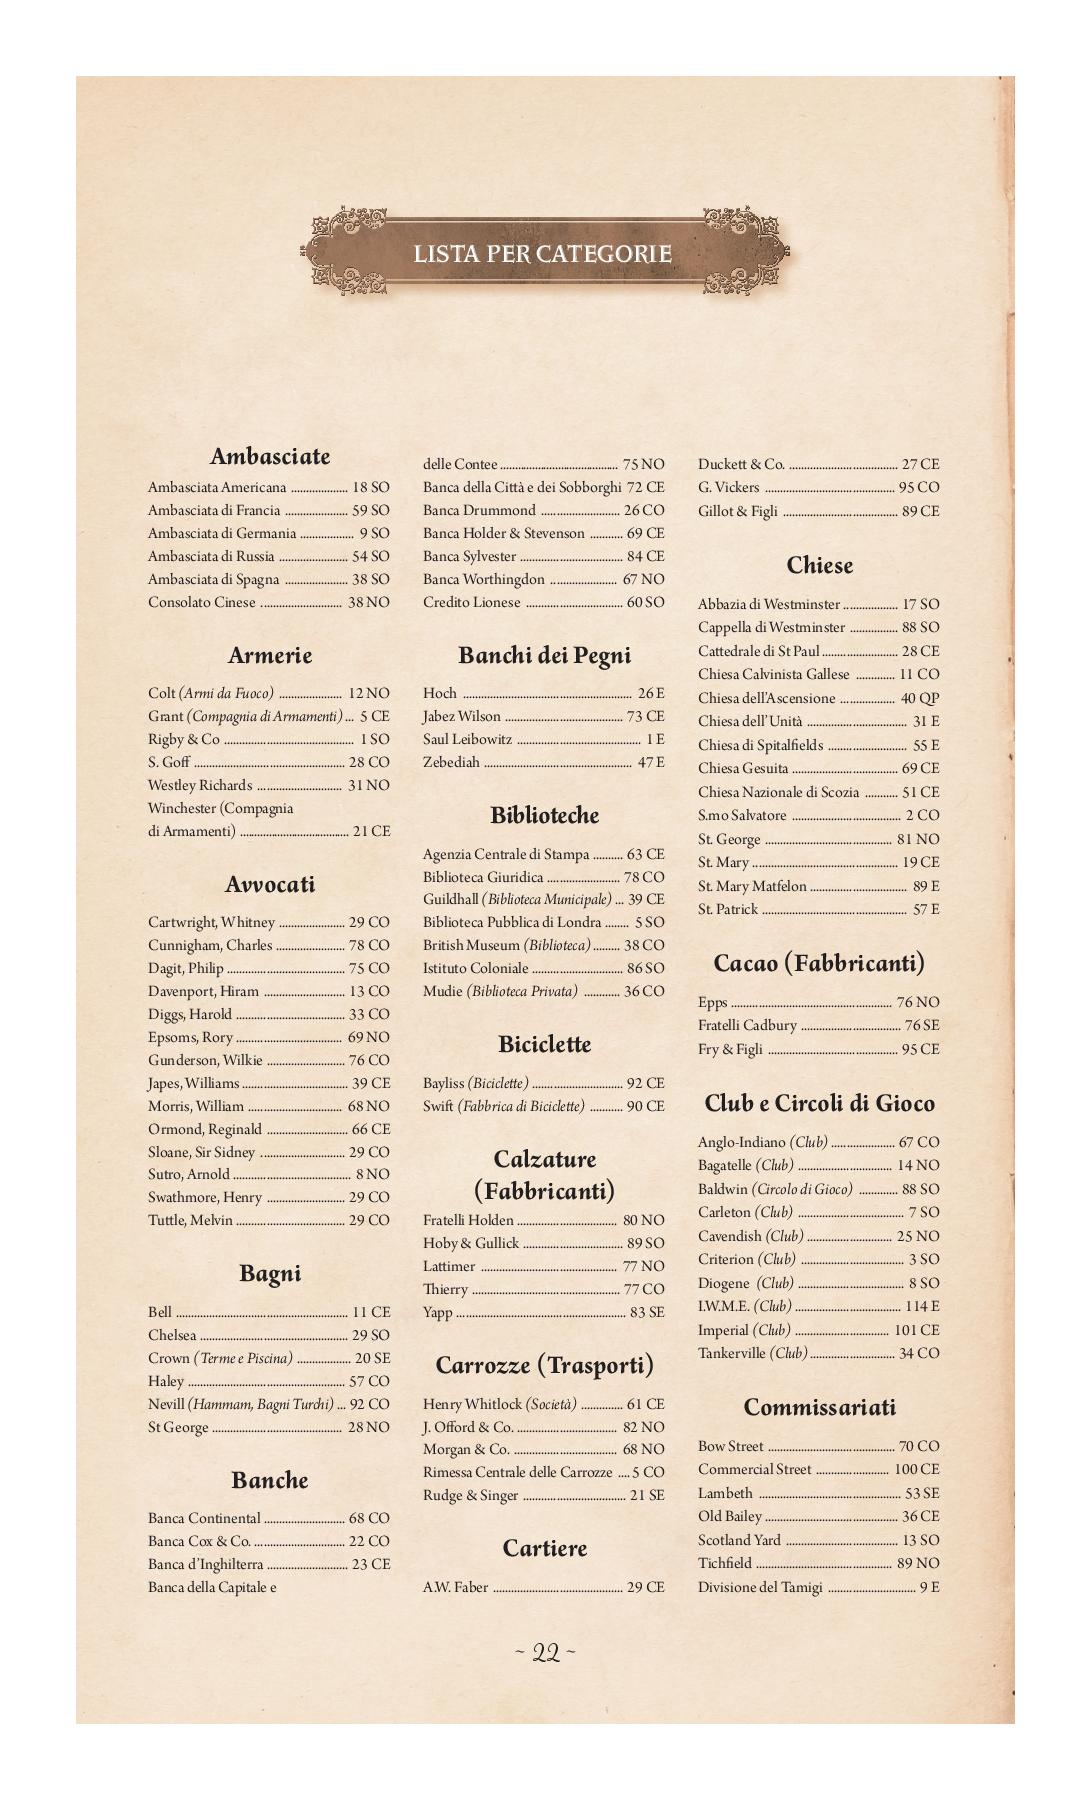 LISTA PER CATEGORIE
Ambasciate
Ambasciata Americana ................... 18 SO
Ambasciata di Francia ..................... 59 SO
Ambasciata di Germania .................. 9 SO
Ambasciata di Russia ....................... 54 SO
Ambasciata di Spagna ..................... 38 SO
Consolato Cinese ........................... 38 NO
Armerie
Colt (Armi da Fuoco) ..................... 12 NO
Grant (Compagnia di Armamenti) ... 5 CE
Rigby & Co ........................................... 1 SO
S. Goff .................................................. 28 CO
Westley Richards ............................ 31 NO
Winchester (Compagnia
di Armamenti) .................................... 21 CE
Avvocati
Cartwright, Whitney ...................... 29 CO
Cunnigham, Charles ....................... 78 CO
Dagit, Philip ....................................... 75 CO
Davenport, Hiram ........................... 13 CO
Diggs, Harold .................................... 33 CO
Epsoms, Rory .................................... 69 NO
Gunderson, Wilkie .......................... 76 CO
Japes, Williams ................................... 39 CE
Morris, William ............................... 68 NO
Ormond, Reginald ........................... 66 CE
Sloane, Sir Sidney ............................ 29 CO
Sutro, Arnold ....................................... 8 NO
Swathmore, Henry .......................... 29 CO
Tuttle, Melvin .................................... 29 CO
Bagni
Bell ......................................................... 11 CE
Chelsea ................................................. 29 SO
Crown (Terme e Piscina) .................. 20 SE
Haley .................................................... 57 CO
Nevill (Hammam, Bagni Turchi) ... 92 CO
St George ........................................... 28 NO
Banche
Banca Continental ........................... 68 CO
Banca Cox & Co. .............................. 22 CO
Banca d'Inghilterra ........................... 23 CE
Banca della Capitale e
delle Contee ....................................... 75 NO
Banca della Città e dei Sobborghi 72 CE
Banca Drummond .......................... 26 CO
Banca Holder & Stevenson ........... 69 CE
Banca Sylvester .................................. 84 CE
Banca Worthingdon ...................... 67 NO
Credito Lionese ................................ 60 SO
Banchi dei Pegni
Hoch ........................................................ 26 E
Jabez Wilson ....................................... 73 CE
Saul Leibowitz ......................................... 1 E
Zebediah ................................................. 47 E
Biblioteche
Agenzia Centrale di Stampa .......... 63 CE
Biblioteca Giuridica ........................ 78 CO
Guildhall (Biblioteca Municipale) ... 39 CE
Biblioteca Pubblica di Londra ....... 5 SO
British Museum (Biblioteca) ......... 38 CO
Istituto Coloniale .............................. 86 SO
Mudie (Biblioteca Privata) ............ 36 CO
Biciclette
Bayliss (Biciclette) .............................. 92 CE
Swift (Fabbrica di Biciclette) ........... 90 CE
Calzature
(Fabbricanti)
Fratelli Holden ................................. 80 NO
Hoby & Gullick ................................. 89 SO
Lattimer ............................................. 77 NO
Thierry ................................................. 77 CO
Yapp ........................................................ 83 SE
Carrozze (Trasporti)
Henry Whitlock (Società) .............. 61 CE
J. Offord & Co. .................................. 82 NO
Morgan & Co. ................................... 68 NO
Rimessa Centrale delle Carrozze .... 5 CO
Rudge & Singer .................................. 21 SE
Cartiere
A.W. Faber ........................................... 29 CE
Duckett & Co. .................................... 27 CE
G. Vickers ........................................... 95 CO
Gillot & Figli ...................................... 89 CE
Chiese
Abbazia di Westminster .................. 17 SO
Cappella di Westminster ................ 88 SO
Cattedrale di St Paul ......................... 28 CE
Chiesa Calvinista Gallese ............. 11 CO
Chiesa dell'Ascensione .................. 40 QP
Chiesa dell'Unità ................................. 31 E
Chiesa di Spitalfields .......................... 55 E
Chiesa Gesuita ................................... 69 CE
Chiesa Nazionale di Scozia ........... 51 CE
S.mo Salvatore .................................... 2 CO
St. George ........................................... 81 NO
St. Mary ................................................ 19 CE
St. Mary Matfelon ................................ 89 E
St. Patrick ................................................ 57 E
Cacao (Fabbricanti)
Epps ..................................................... 76 NO
Fratelli Cadbury ................................. 76 SE
Fry & Figli ........................................... 95 CE
Club e Circoli di Gioco
Anglo-Indiano (Club) ..................... 67 CO
Bagatelle (Club) ................................ 14 NO
Baldwin (Circolo di Gioco) ............. 88 SO
Carleton (Club) ................................... 7 SO
Cavendish (Club) ............................ 25 NO
Criterion (Club) .................................. 3 SO
Diogene (Club) .................................... 8 SO
I.W.M.E. (Club) ................................... 114 E
Imperial (Club) ............................... 101 CE
Tankerville (Club) ............................ 34 CO
Commissariati
Bow Street .......................................... 70 CO
Commercial Street ........................ 100 CE
Lambeth ............................................... 53 SE
Old Bailey ............................................ 36 CE
Scotland Yard ..................................... 13 SO
Tichfield ............................................. 89 NO
Divisione del Tamigi ............................. 9 E
~ 22 ~